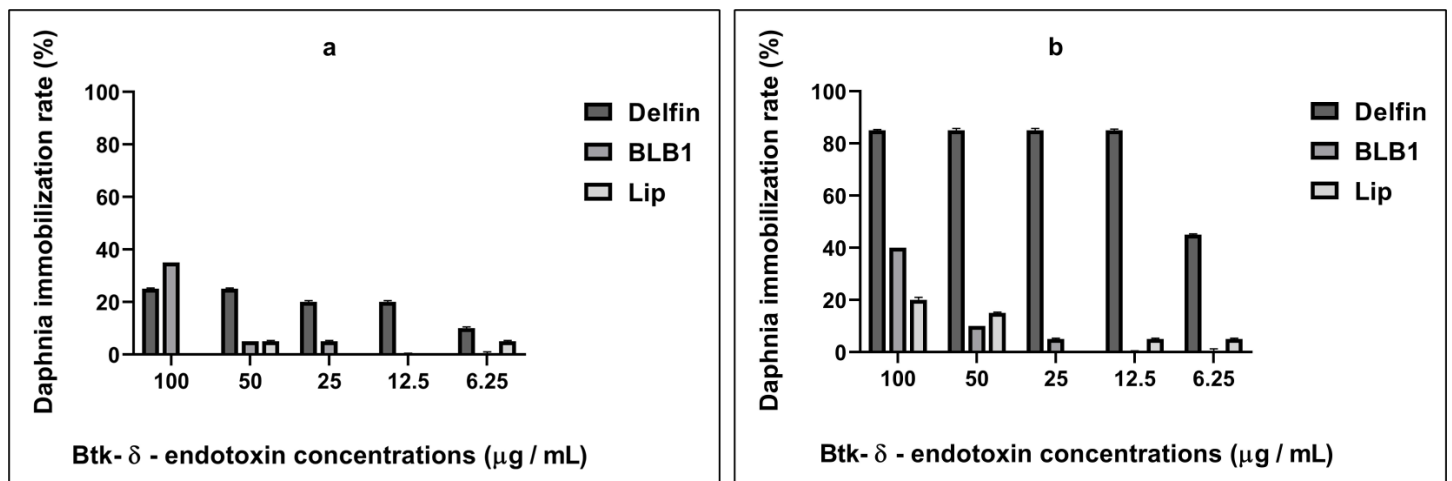 a
Daphnia immobilization rate (%)
100
80
60
40
20
0
100 50 25 12.5 6.25
Btk- δ - endotoxin concentrations (μg / mL)
Delfin
BLB1
Lip
b
Daphnia immobilization rate (%)
100
80
60
40
20
0
100 50 25 12.5 6.25
Btk- δ - endotoxin concentrations (μg / mL)
Delfin
BLB1
Lip